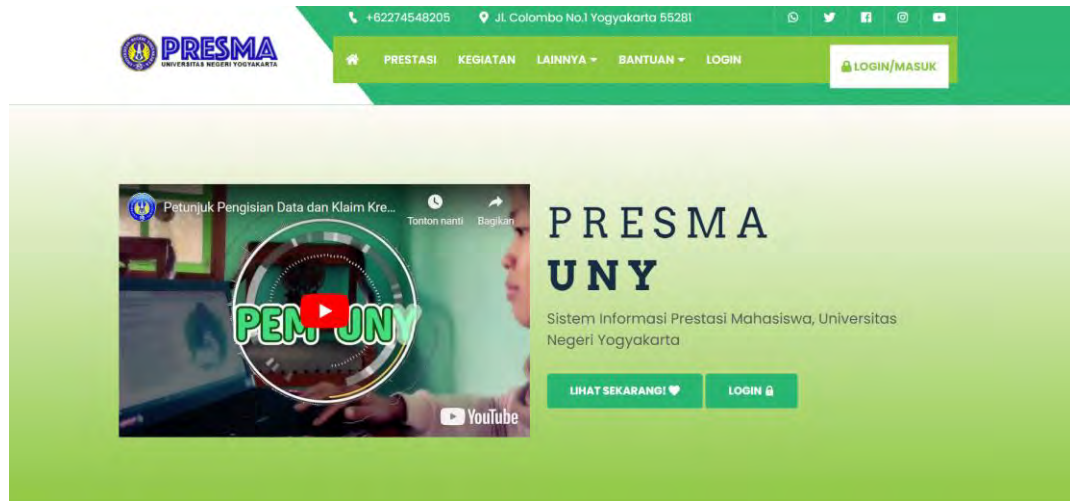 +62274548205 Jl. Colombo No.1 Yogyakarta 55281
PRESMA
UNIVERSITAS NEGERI YOGYAKARTA
PRESTASI KEGIATAN LAINNYA BANTUAN LOGIN
LOGIN/MASUK
Petunjuk Pengisian Data dan Klaim Kre...
Tonton nanti Bagikan
PEM UNY
YouTube
PRESMA
UNY
Sistem Informasi Prestasi Mahasiswa, Universitas
Negeri Yogyakarta
LIHAT SEKARANG! LOGIN